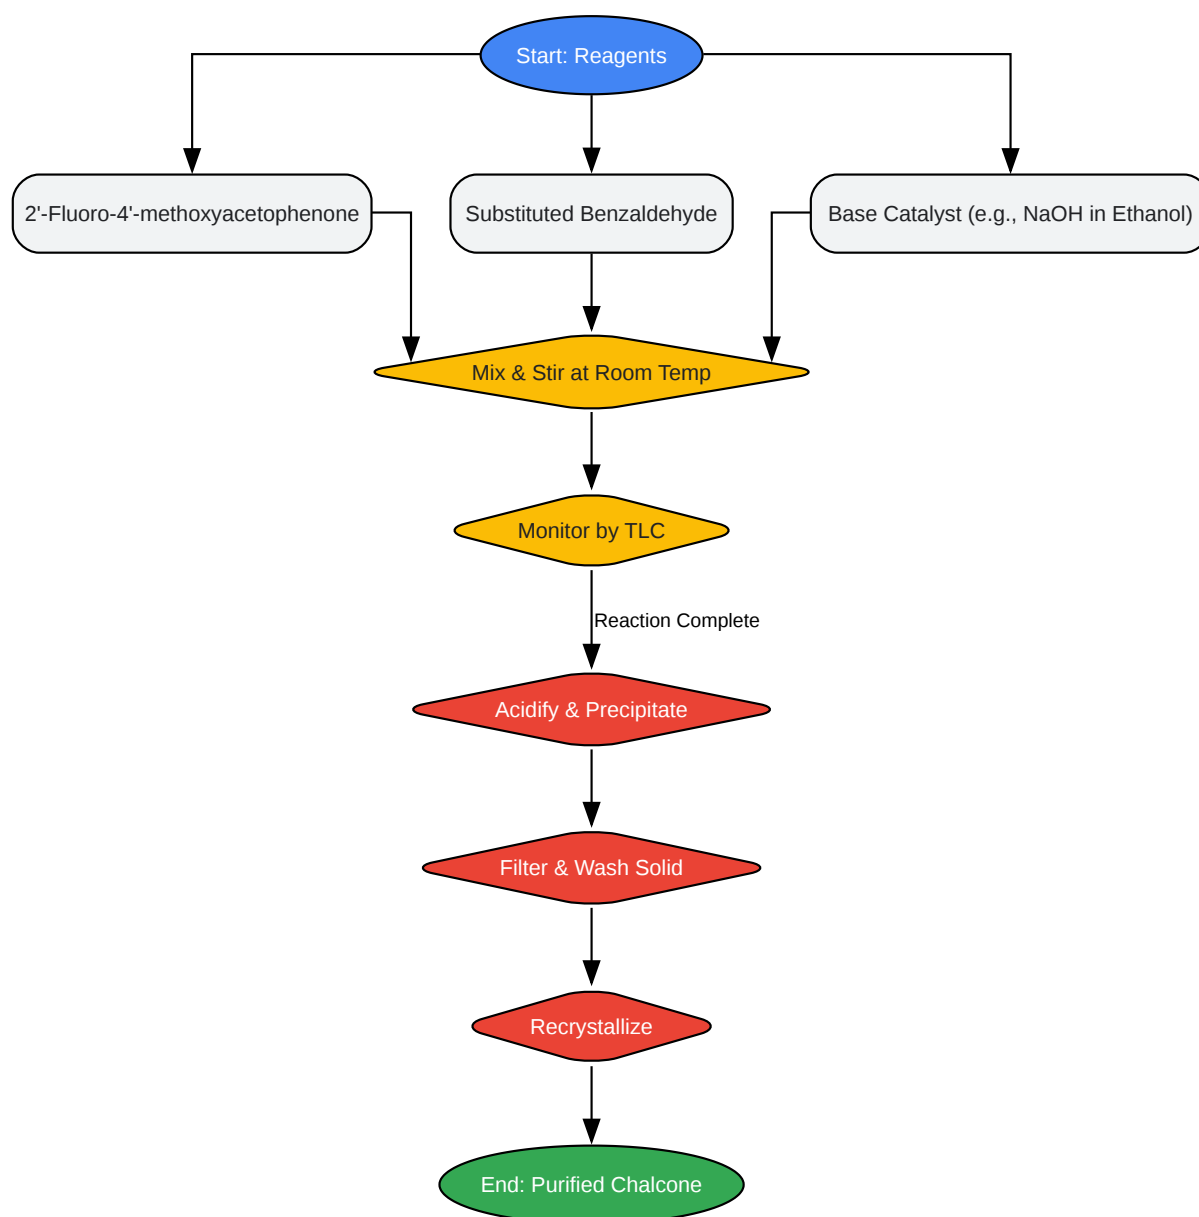 Start: Reagents
2'-Fluoro-4'-methoxyacetophenone
Substituted Benzaldehyde
Base Catalyst (e.g., NaOH in Ethanol)
Mix & Stir at Room Temp
Monitor by TLC
Reaction Complete
Acidify & Precipitate
Filter & Wash Solid
Recrystallize
End: Purified Chalcone